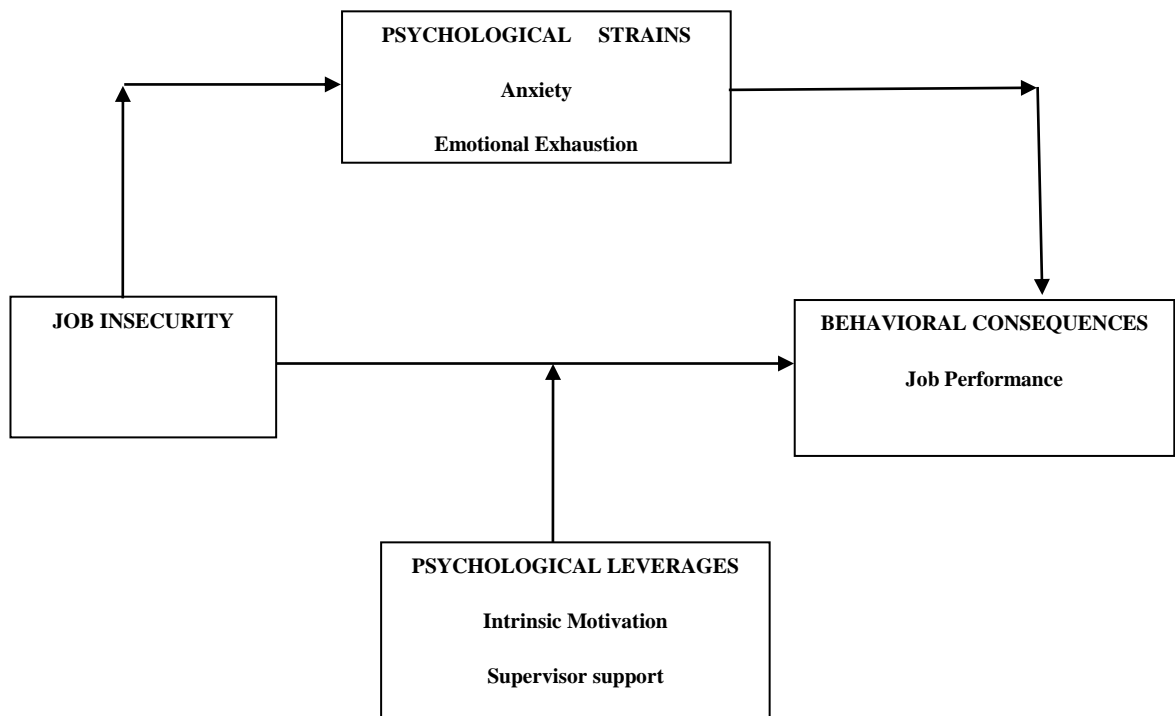 PSYCHOLOGICAL STRAINS
Anxiety
Emotional Exhaustion
JOB INSECURITY
BEHAVIORAL CONSEQUENCES
Job Performance
PSYCHOLOGICAL LEVERAGES
Intrinsic Motivation
Supervisor support